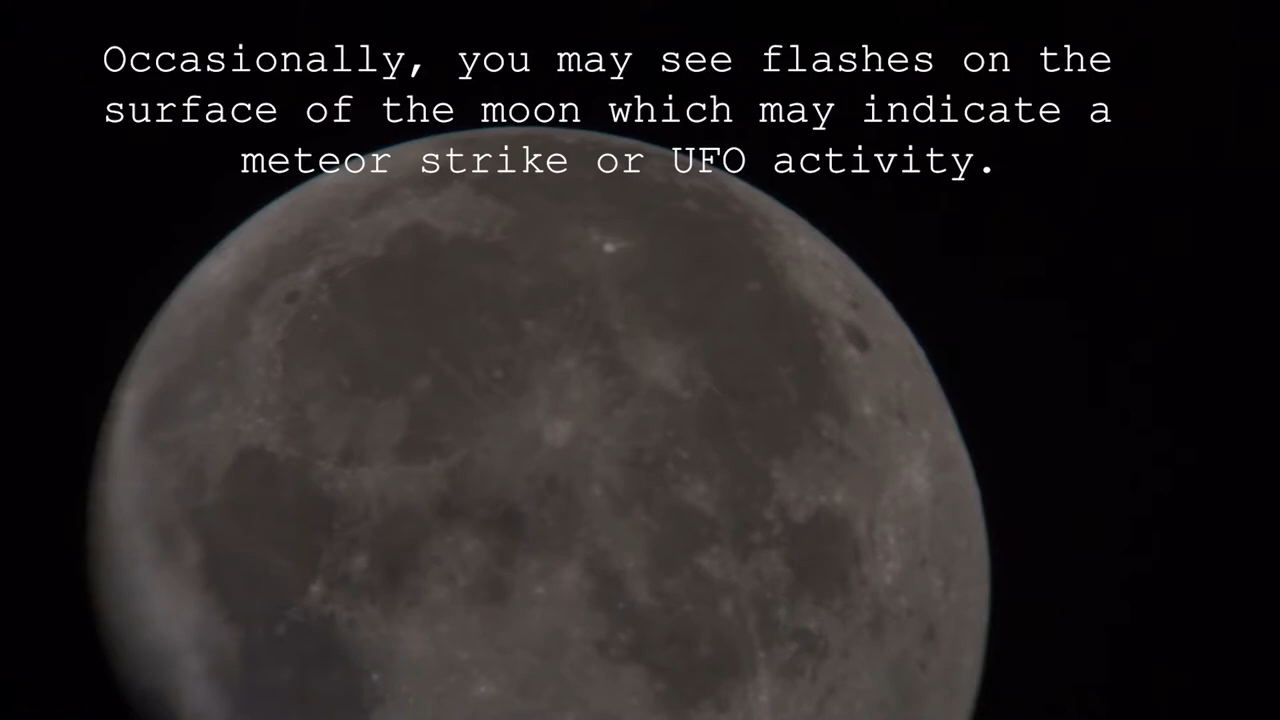 Occasionally, you may see flashes on the
surface of the moon which may indicate a
meteor strike or UFO activity.